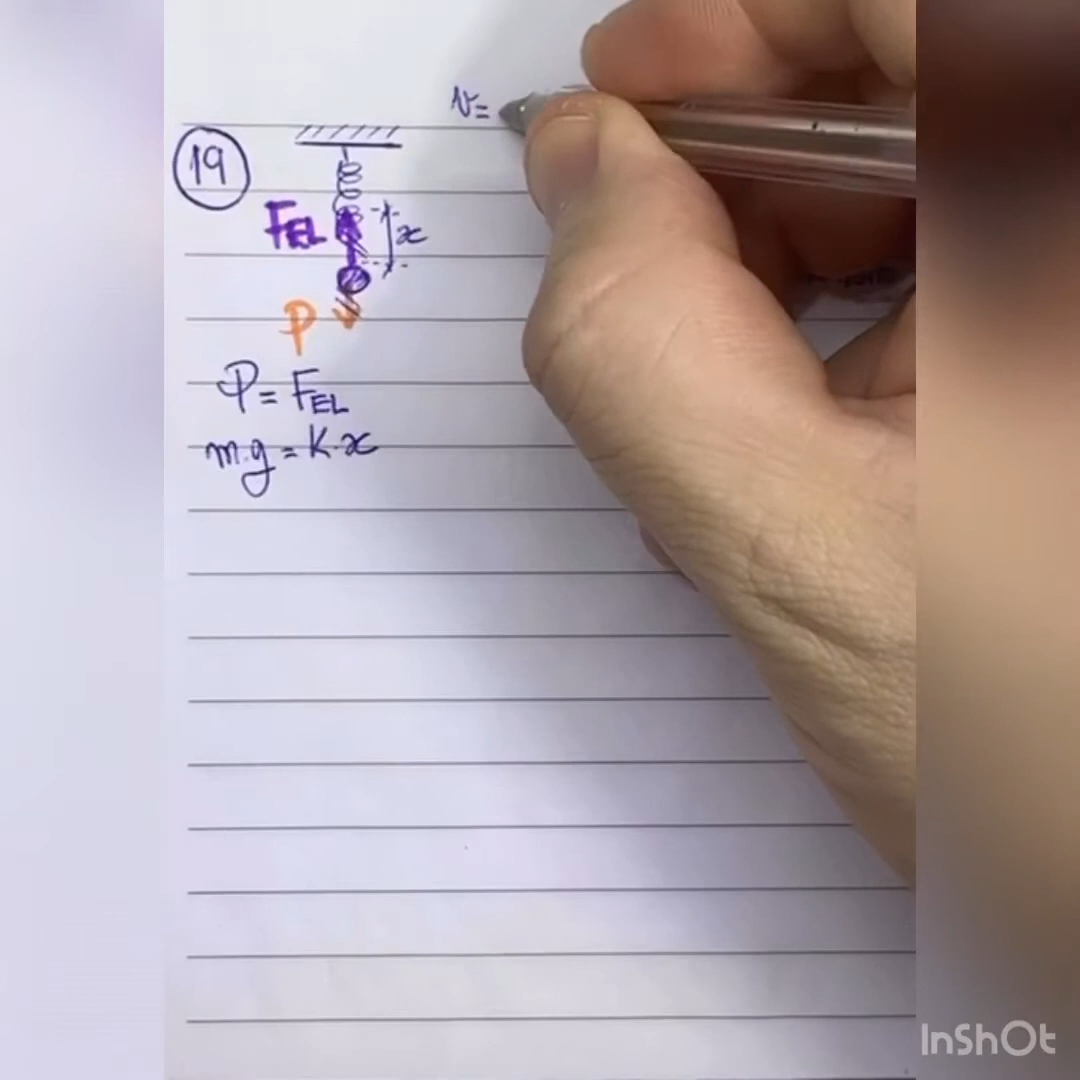 v=
19
FEL
x
P
P = FEL
m.g = K.x
InShOt